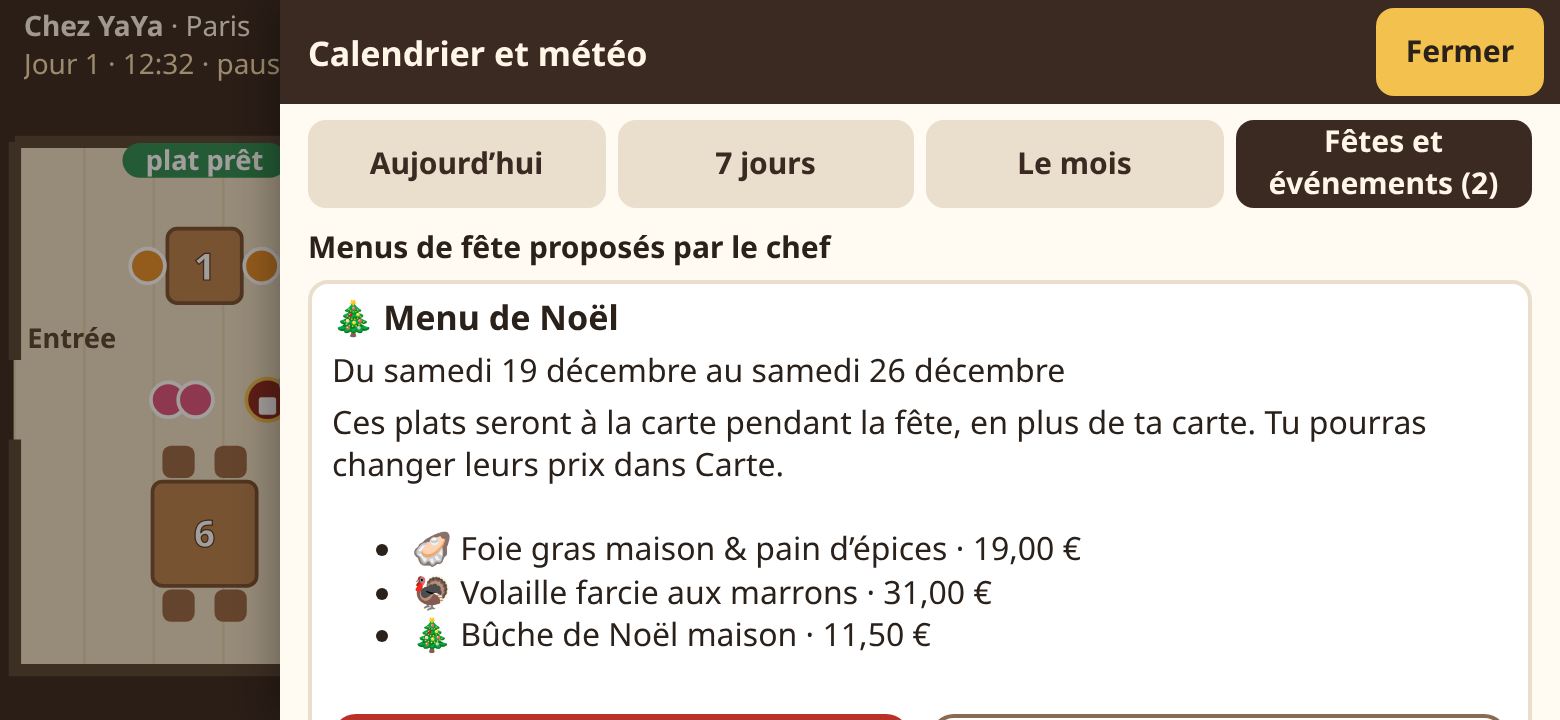 Chez YaYa · Paris
Jour 1 · 12:32 · paus
plat prêt
1
Entrée
6
Calendrier et météo
Fermer
Aujourd’hui
7 jours
Le mois
Fêtes et
événements (2)
Menus de fête proposés par le chef
🎄 Menu de Noël
Du samedi 19 décembre au samedi 26 décembre
Ces plats seront à la carte pendant la fête, en plus de ta carte. Tu pourras
changer leurs prix dans Carte.
• 🦪 Foie gras maison & pain d’épices · 19,00 €
• 🦃 Volaille farcie aux marrons · 31,00 €
• 🎄 Bûche de Noël maison · 11,50 €